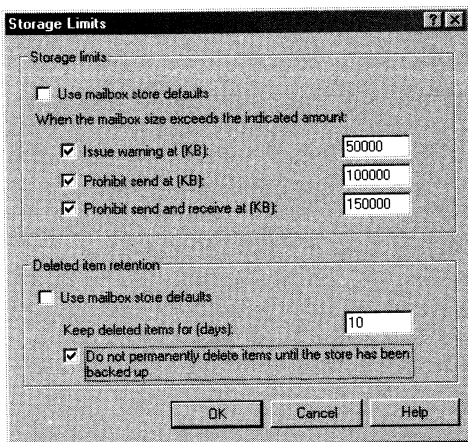 Storage Limits
Storage limits
Use mailbox store defaults
When the mailbox size exceeds the indicated amount:
Issue warning at (KB): 50000
Prohibit send at (KB): 100000
Prohibit send and receive at (KB): 150000
Deleted item retention
Use mailbox store defaults
Keep deleted items for (days): 10
Do not permanently delete items until the store has been
backed up
OK Cancel Help